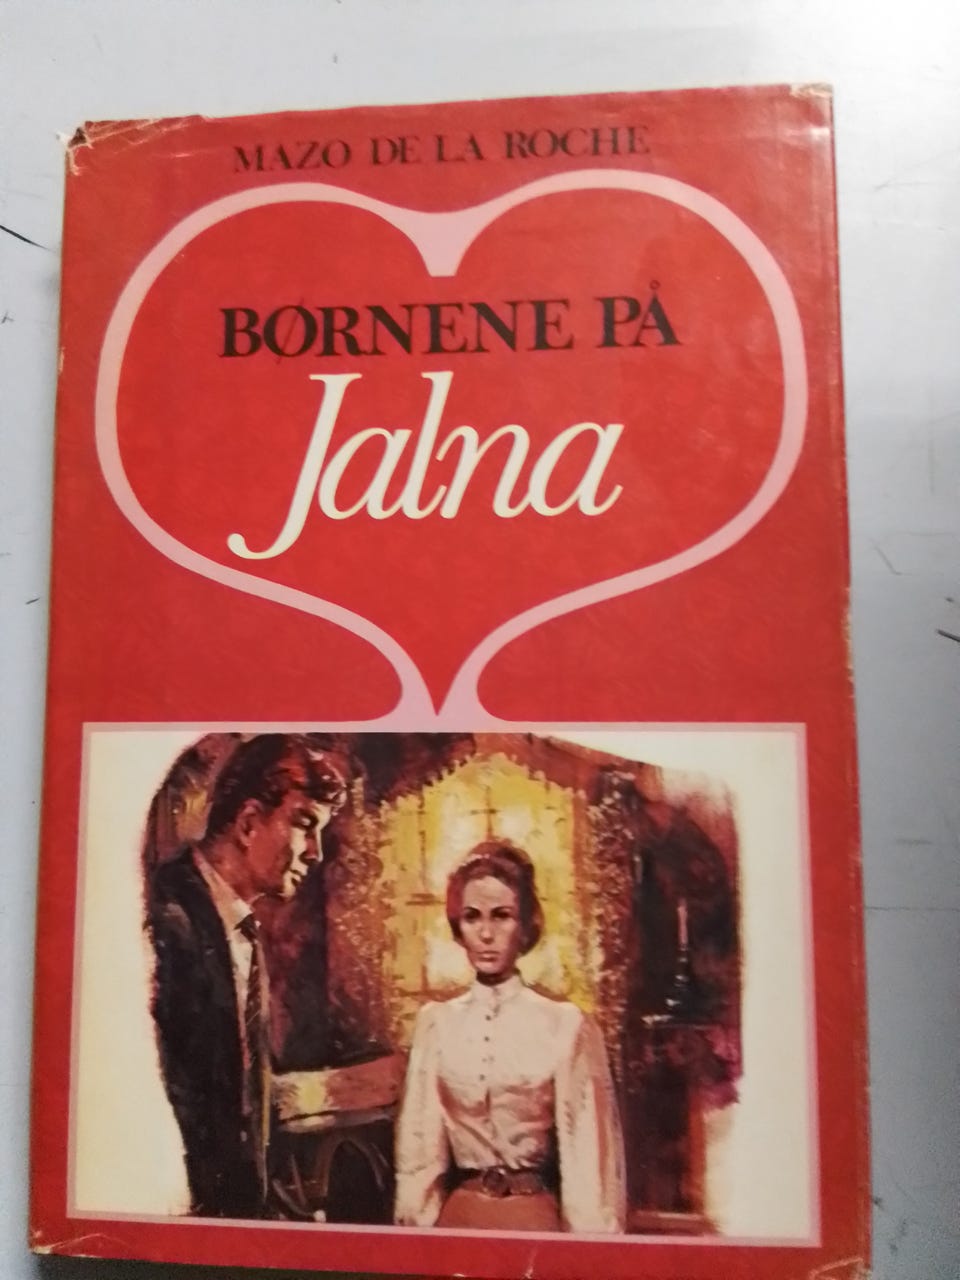 MAZO DE LA ROCHE
BØRNENE PÅ
Jalna